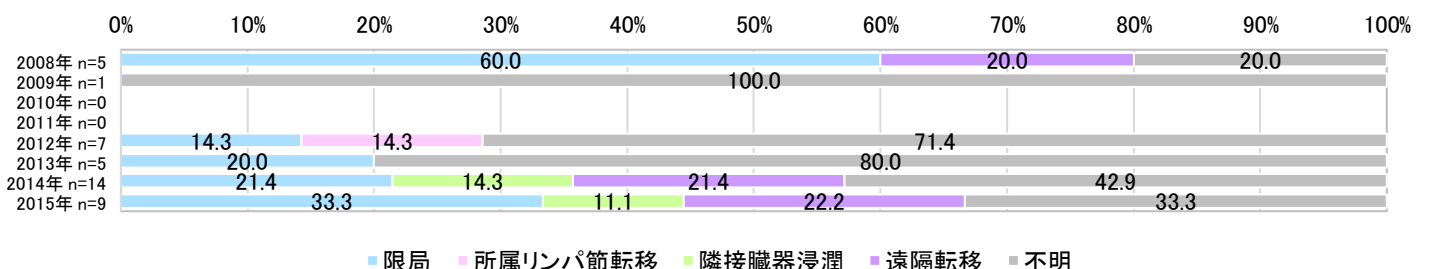 0% 10% 20% 30% 40% 50% 60% 70% 80% 90% 100%
2008年 n=5 60.0 20.0 20.0
2009年 n=1 100.0
2010年 n=0
2011年 n=0
2012年 n=7 14.3 14.3 71.4
2013年 n=5 20.0 80.0
2014年 n=14 21.4 14.3 21.4 42.9
2015年 n=9 33.3 11.1 22.2 33.3
限局 所属リンパ節転移 隣接臓器浸潤 遠隔転移 不明